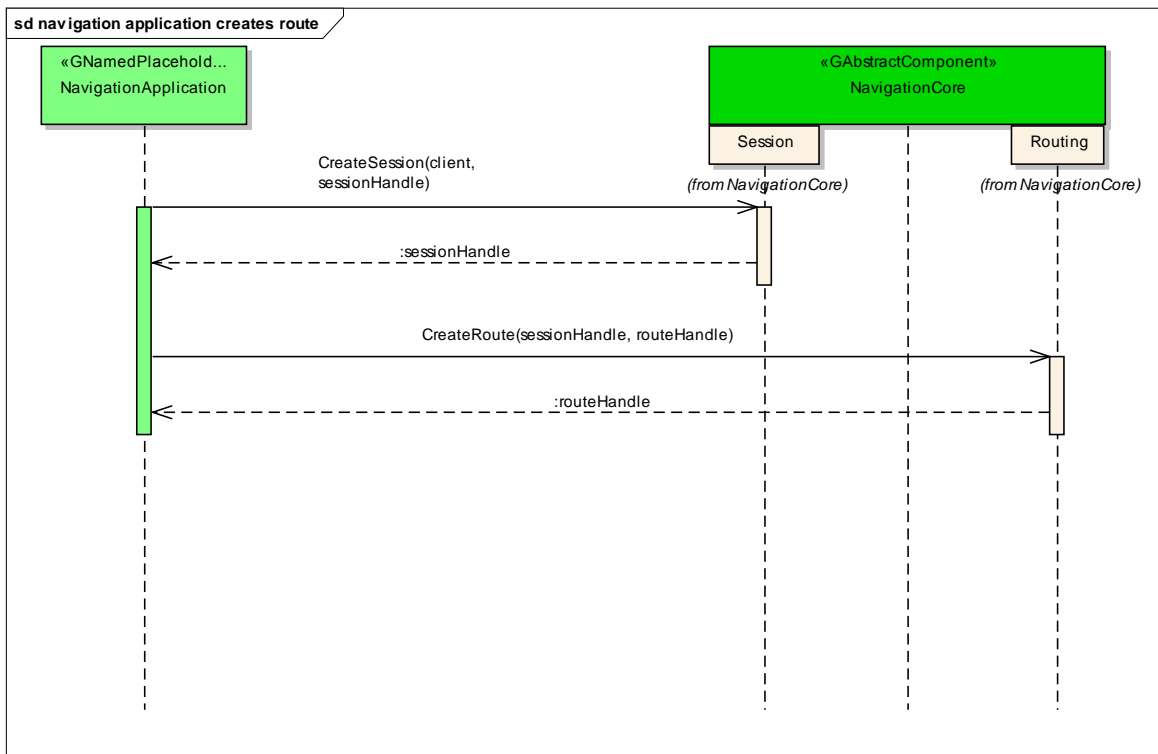 sd navigation application creates route
«GNamedPlacehold...
NavigationApplication
«GAbstractComponent»
NavigationCore
Session
Routing
(from NavigationCore)
(from NavigationCore)
CreateSession(client,
sessionHandle)
:sessionHandle
CreateRoute(sessionHandle, routeHandle)
:routeHandle